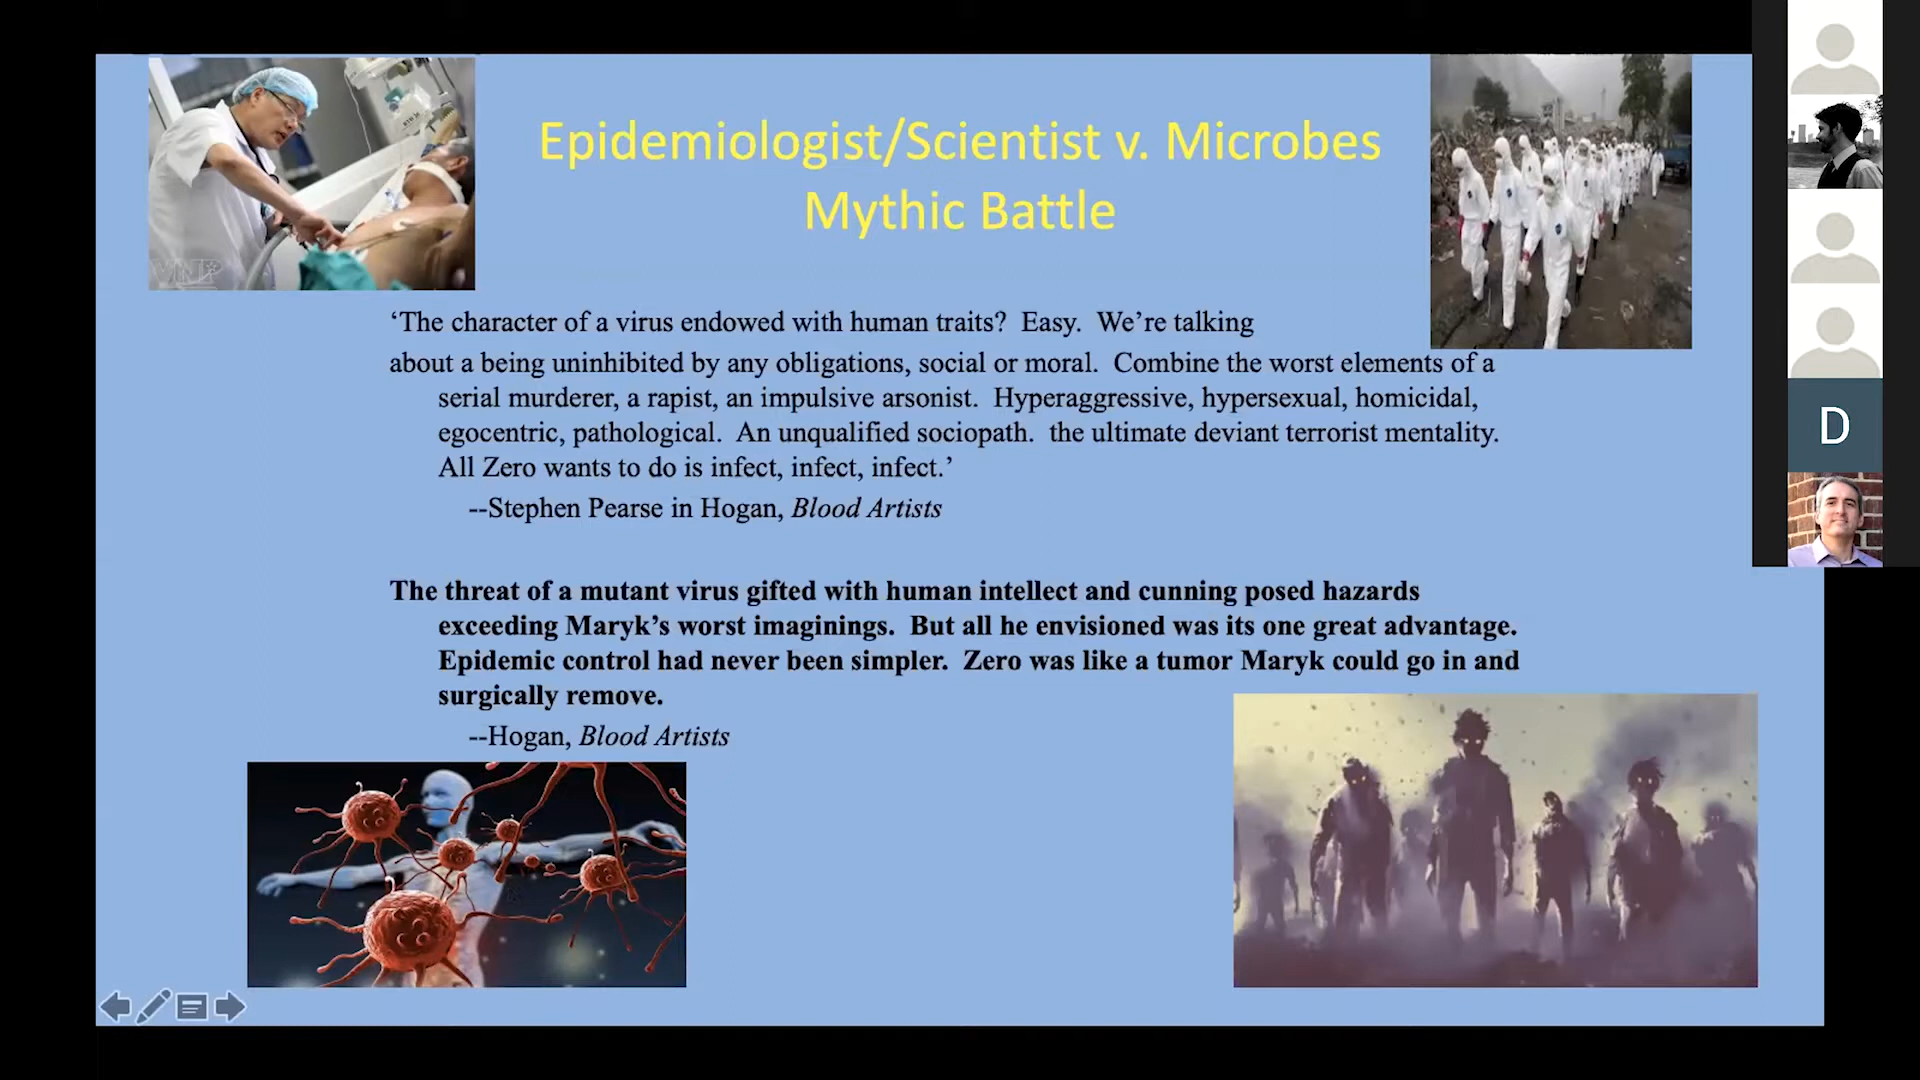 Epidemiologist/Scientist v. Microbes
Mythic Battle
‘The character of a virus endowed with human traits?  Easy.  We’re talking
about a being uninhibited by any obligations, social or moral.  Combine the worst elements of a
serial murderer, a rapist, an impulsive arsonist.  Hyperaggressive, hypersexual, homicidal,
egocentric, pathological.  An unqualified sociopath.  the ultimate deviant terrorist mentality.
All Zero wants to do is infect, infect, infect.’
--Stephen Pearse in Hogan, Blood Artists
The threat of a mutant virus gifted with human intellect and cunning posed hazards
exceeding Maryk’s worst imaginings.  But all he envisioned was its one great advantage.
Epidemic control had never been simpler.  Zero was like a tumor Maryk could go in and
surgically remove.
--Hogan, Blood Artists
D